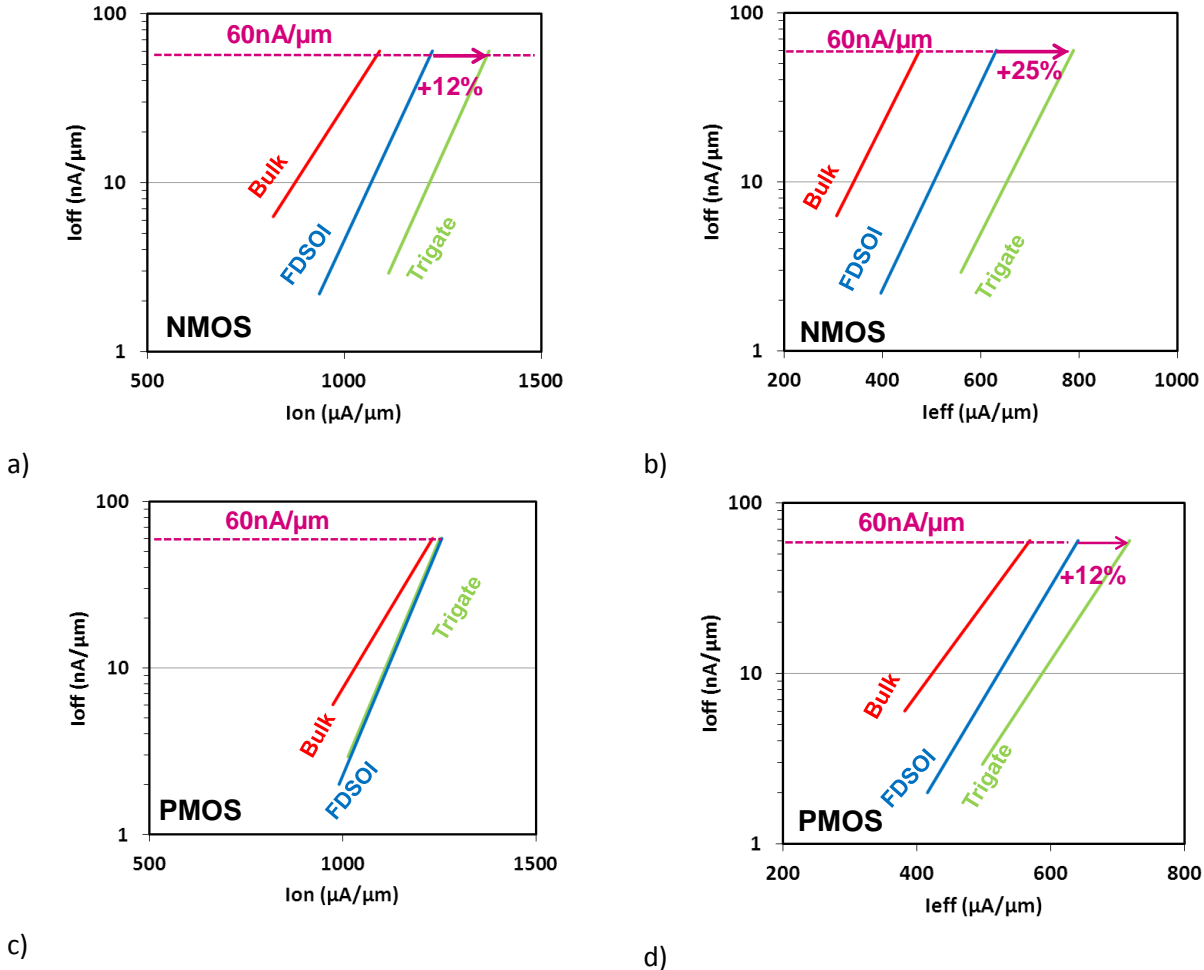 100
60nA/µm
+12%
Bulk
10
FDSOI
Trigate
NMOS
1
500
1000
1500
Ioff (nA/µm)
Ion (µA/µm)
a)
100
60nA/µm
+25%
Bulk
10
FDSOI
Trigate
NMOS
1
200
400
600
800
1000
Ioff (nA/µm)
Ieff (µA/µm)
b)
100
60nA/µm
Trigate
10
Bulk
FDSOI
PMOS
1
500
1000
1500
Ioff (nA/µm)
Ion (µA/µm)
c)
100
60nA/µm
+12%
10
Bulk
FDSOI
Trigate
PMOS
1
200
400
600
800
Ioff (nA/µm)
Ieff (µA/µm)
d)